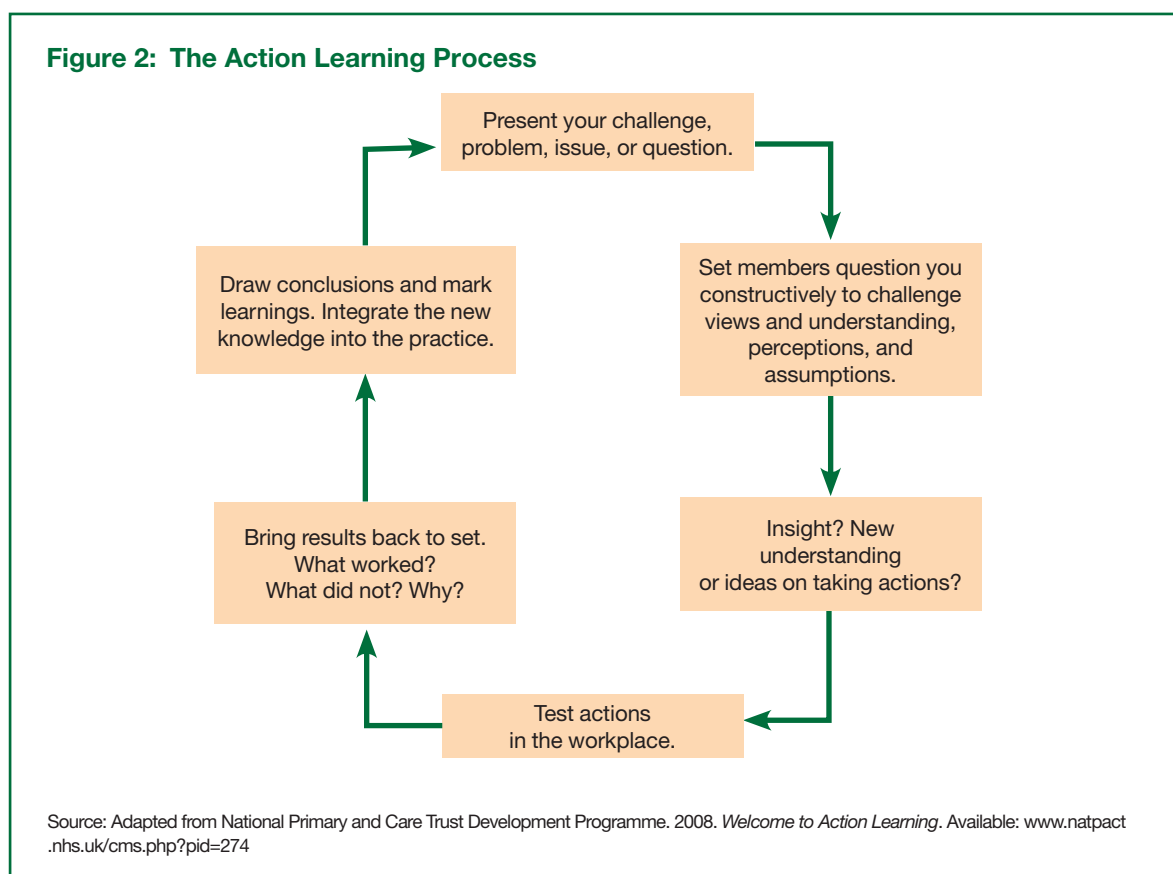 Figure 2: The Action Learning Process
Present your challenge,
problem, issue, or question.
Set members question you
constructively to challenge
views and understanding,
perceptions, and
assumptions.
Insight? New
understanding
or ideas on taking actions?
Test actions
in the workplace.
Bring results back to set.
What worked?
What did not? Why?
Draw conclusions and mark
learnings. Integrate the new
knowledge into the practice.
Source: Adapted from National Primary and Care Trust Development Programme. 2008. Welcome to Action Learning. Available: www.natpact
.nhs.uk/cms.php?pid=274